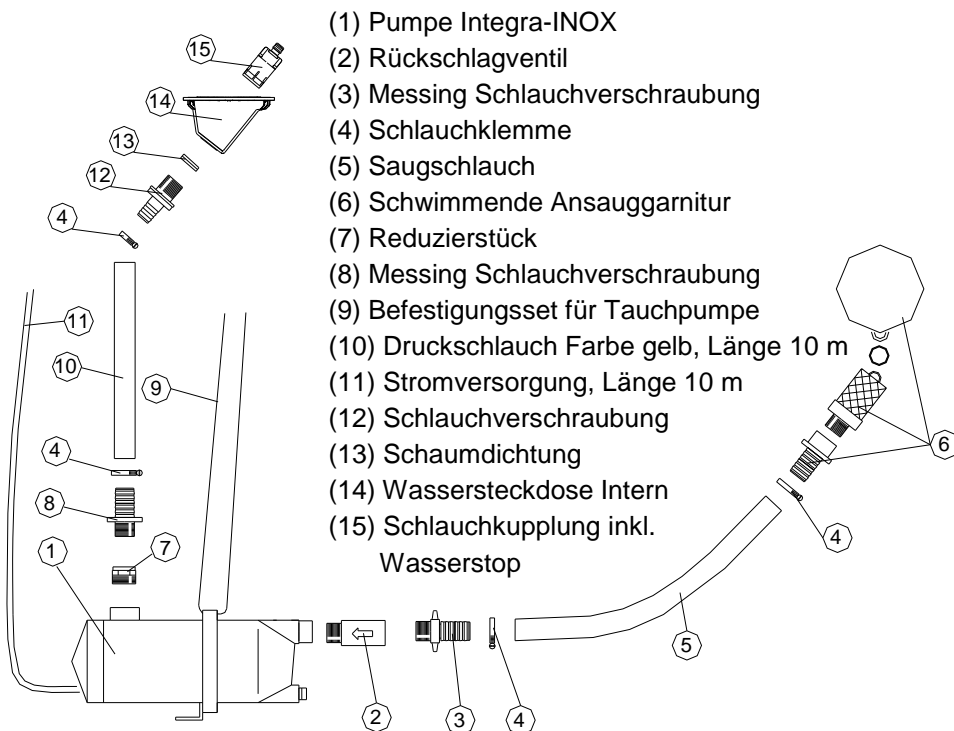 (1) Pumpe Integra-INOX
(2) Rückschlagventil
(3) Messing Schlauchverschraubung
(4) Schlauchklemme
(5) Saugschlauch
(6) Schwimmende Ansauggarnitur
(7) Reduzierstück
(8) Messing Schlauchverschraubung
(9) Befestigungsset für Tauchpumpe
(10) Druckschlauch Farbe gelb, Länge 10 m
(11) Stromversorgung, Länge 10 m
(12) Schlauchverschraubung
(13) Schaumdichtung
(14) Wassersteckdose Intern
(15) Schlauchkupplung inkl.
Wasserstop
15
14
13
12
4
11
10
9
4
8
1
7
6
4
5
2
3
4